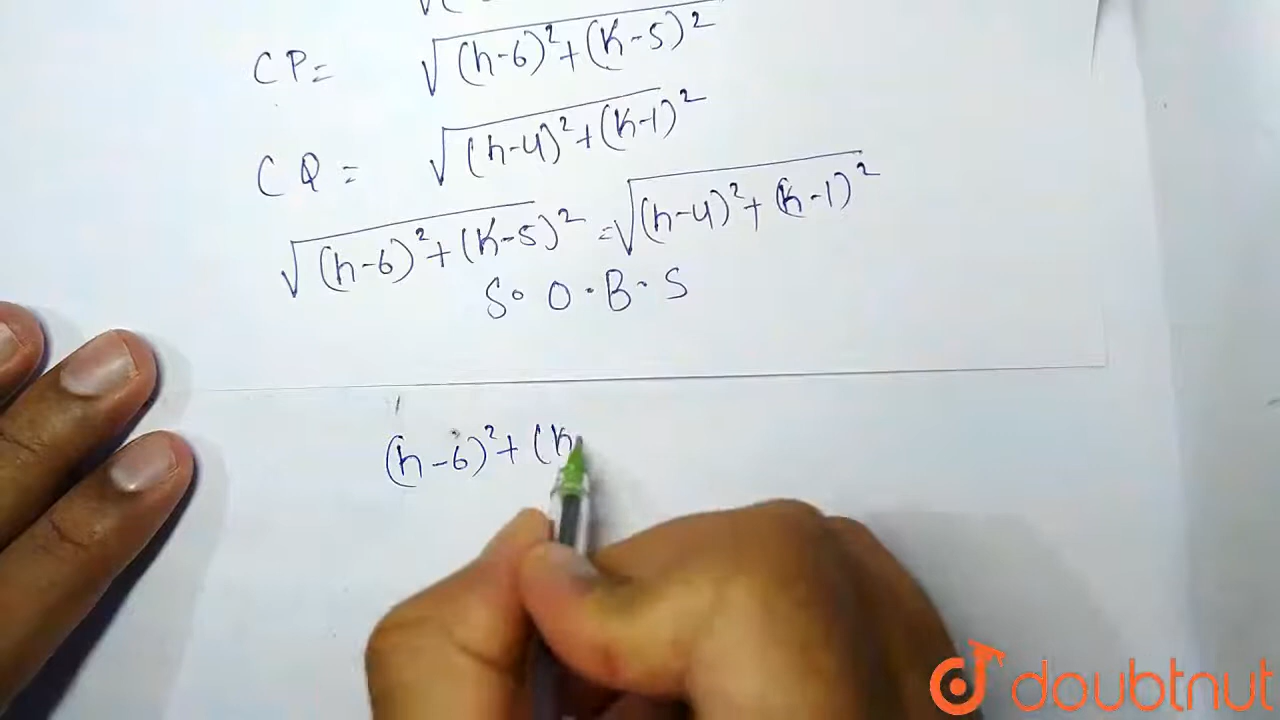 CP= √(h-6)²+(K-5)²
CQ= √(h-4)²+(K-1)²
√(h-6)²+(K-5)² =√(h-4)²+(K-1)²
S. O. B. S
(h-6)²+(K
doubtnut